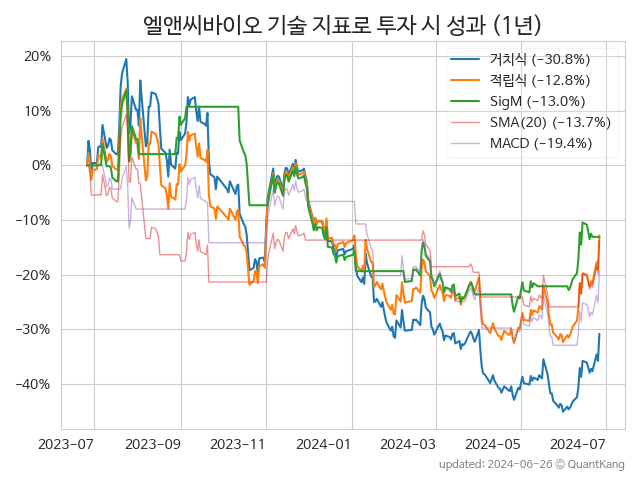 엘앤씨바이오 기술 지표로 투자 시 성과 (1년)
거치식 (−30.8%)
적립식 (−12.8%)
SigM (−13.0%)
SMA(20) (−13.7%)
MACD (−19.4%)
20%
10%
0%
−10%
−20%
−30%
−40%
2023-07
2023-09
2023-11
2024-01
2024-03
2024-05
2024-07
updated: 2024-06-26 © QuantKang